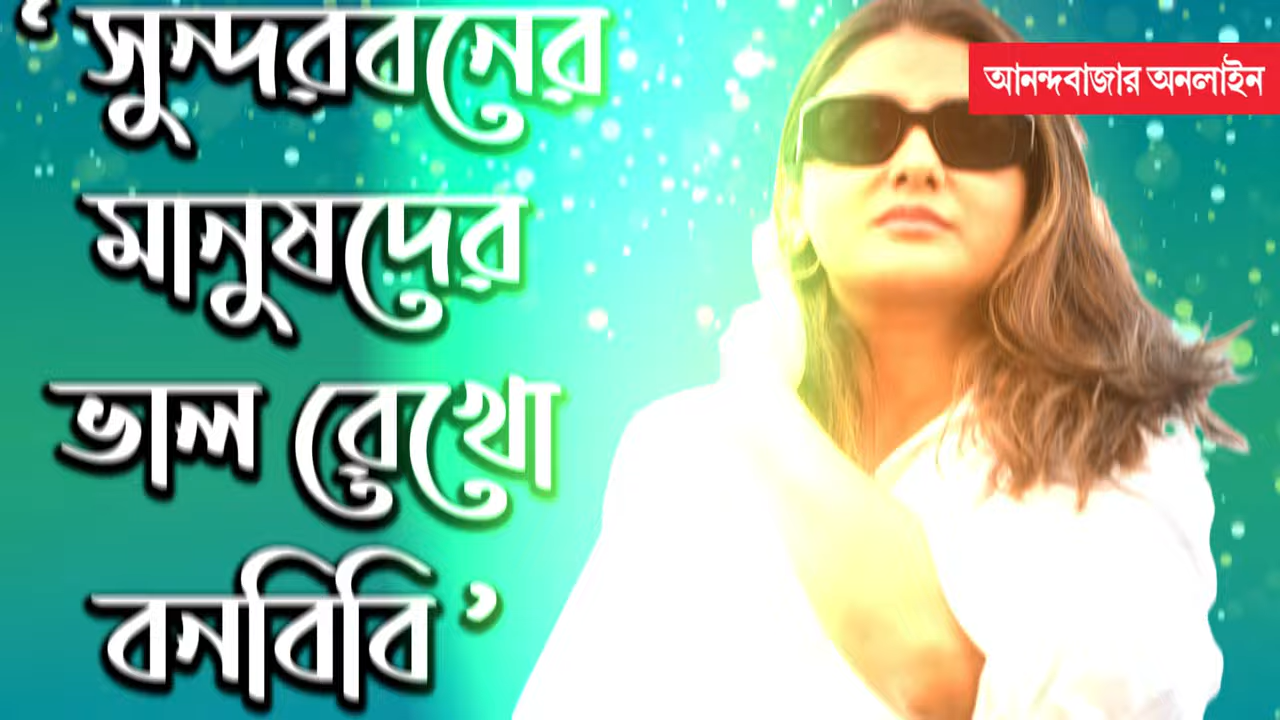 ‘সুন্দরবনের
মানুষদের
ভাল রেখো
বনবিবি’
আনন্দবাজার অনলাইন